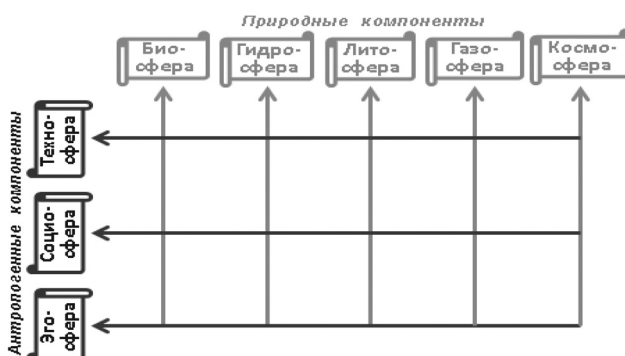 Природные компоненты
Био-
сфера
Гидро-
сфера
Лито-
сфера
Газо-
сфера
Космо-
сфера
Антропогенные компоненты
Техно-
сфера
Социо-
сфера
Эго-
сфера